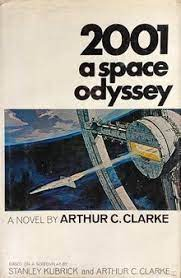 2001
a space
odyssey
A NOVEL BY ARTHUR C. CLARKE
BASED ON A SCREENPLAY BY
STANLEY KUBRICK and ARTHUR C. CLARKE